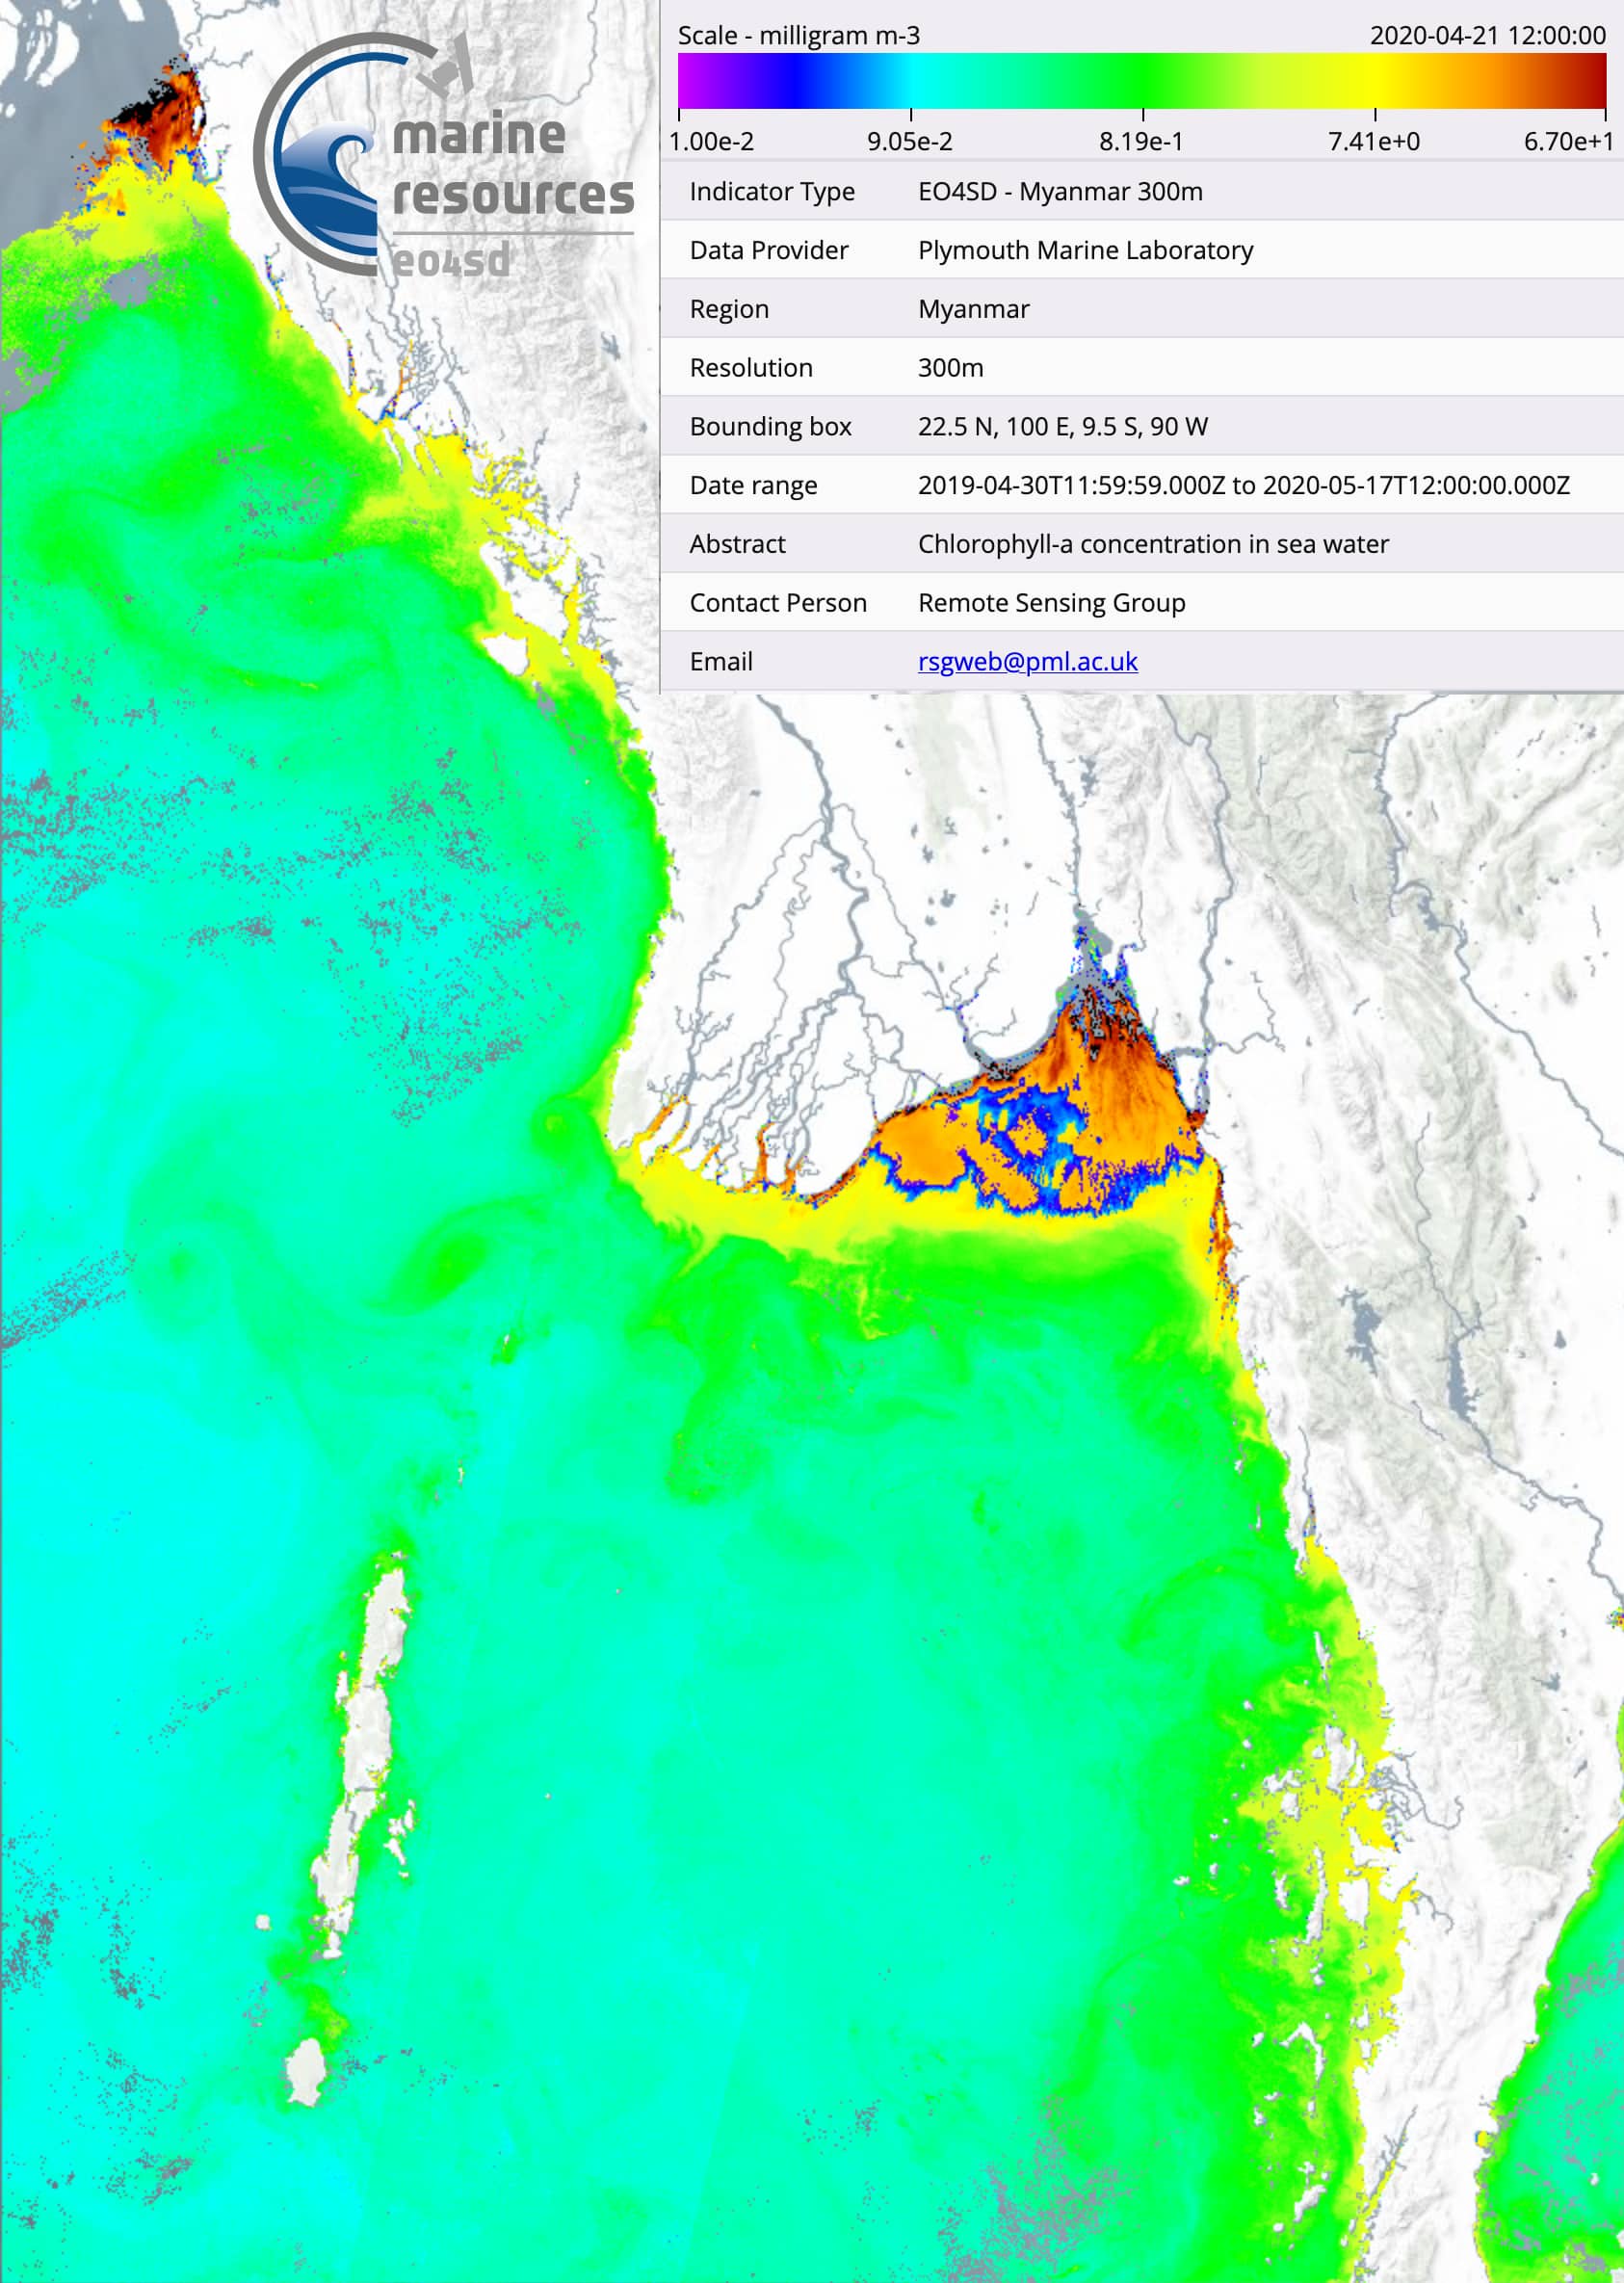 marine
resources
eo4sd
Scale - milligram m-3 2020-04-21 12:00:00
1.00e-2 9.05e-2 8.19e-1 7.41e+0 6.70e+1
Indicator Type EO4SD - Myanmar 300m
Data Provider Plymouth Marine Laboratory
Region Myanmar
Resolution 300m
Bounding box 22.5 N, 100 E, 9.5 S, 90 W
Date range 2019-04-30T11:59:59.000Z to 2020-05-17T12:00:00.000Z
Abstract Chlorophyll-a concentration in sea water
Contact Person Remote Sensing Group
Email rsgweb@pml.ac.uk